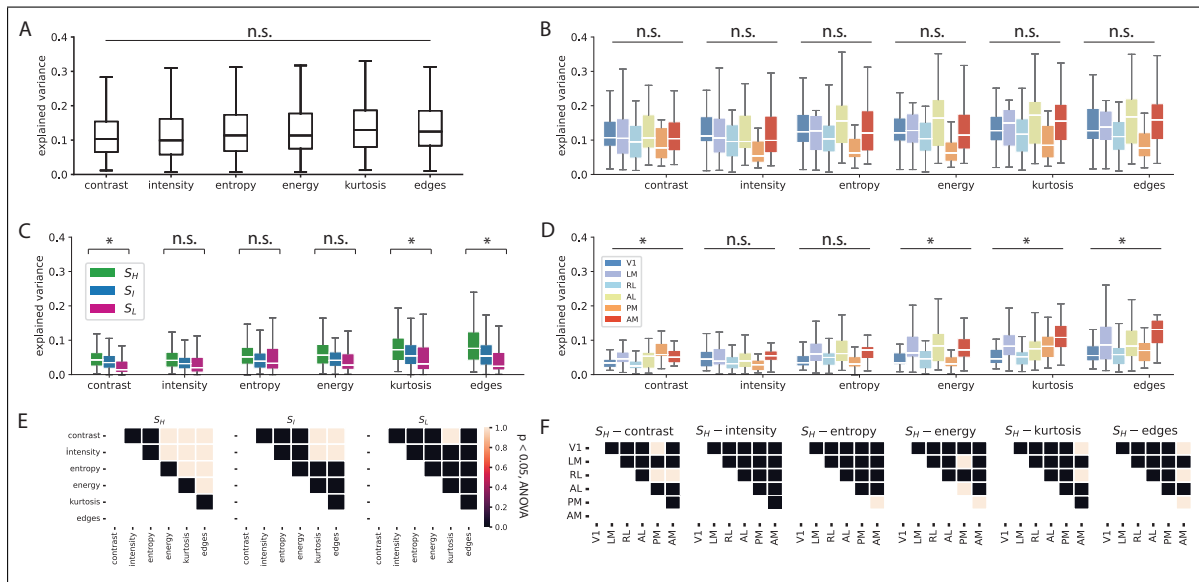 A
n.s.
explained variance
0.4
0.3
0.2
0.1
0.0
contrast intensity entropy energy kurtosis edges
B
n.s. n.s. n.s. n.s. n.s. n.s.
explained variance
0.4
0.3
0.2
0.1
0.0
contrast intensity entropy energy kurtosis edges
C
* n.s. n.s. n.s. * *
explained variance
0.4
0.3
0.2
0.1
0.0
S_H
S_I
S_L
contrast intensity entropy energy kurtosis edges
D
* n.s. n.s. * * *
explained variance
0.4
0.3
0.2
0.1
0.0
V1
LM
RL
AL
PM
AM
contrast intensity entropy energy kurtosis edges
E
S_H S_I S_L
contrast
intensity
entropy
energy
kurtosis
edges
contrast intensity entropy energy kurtosis edges
contrast intensity entropy energy kurtosis edges
contrast intensity entropy energy kurtosis edges
1.0
0.8
0.6
0.4
0.2
0.0
p < 0.05, ANOVA
F
S_H − contrast S_H − intensity S_H − entropy S_H − energy S_H − kurtosis S_H − edges
V1
LM
RL
AL
PM
AM
V1 LM RL AL PM AM
V1 LM RL AL PM AM
V1 LM RL AL PM AM
V1 LM RL AL PM AM
V1 LM RL AL PM AM
V1 LM RL AL PM AM